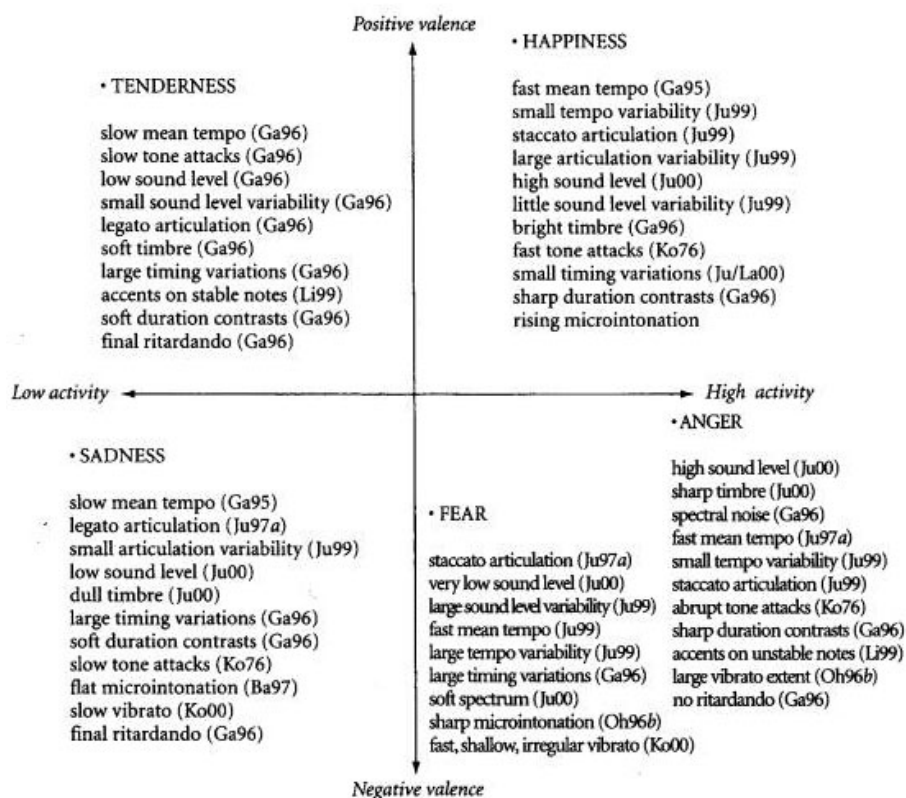 Positive valence
• HAPPINESS
fast mean tempo (Ga95)
small tempo variability (Ju99)
staccato articulation (Ju99)
large articulation variability (Ju99)
high sound level (Ju00)
little sound level variability (Ju99)
bright timbre (Ga96)
fast tone attacks (Ko76)
small timing variations (Ju/La00)
sharp duration contrasts (Ga96)
rising microintonation
• TENDERNESS
slow mean tempo (Ga96)
slow tone attacks (Ga96)
low sound level (Ga96)
small sound level variability (Ga96)
legato articulation (Ga96)
soft timbre (Ga96)
large timing variations (Ga96)
accents on stable notes (Li99)
soft duration contrasts (Ga96)
final ritardando (Ga96)
Low activity
High activity
• SADNESS
slow mean tempo (Ga95)
legato articulation (Ju97a)
small articulation variability (Ju99)
low sound level (Ju00)
dull timbre (Ju00)
large timing variations (Ga96)
soft duration contrasts (Ga96)
slow tone attacks (Ko76)
flat microintonation (Ba97)
slow vibrato (Ko00)
final ritardando (Ga96)
• FEAR
staccato articulation (Ju97a)
very low sound level (Ju00)
large sound level variability (Ju99)
fast mean tempo (Ju99)
large tempo variability (Ju99)
large timing variations (Ga96)
soft spectrum (Ju00)
sharp microintonation (Oh96b)
fast, shallow, irregular vibrato (Ko00)
• ANGER
high sound level (Ju00)
sharp timbre (Ju00)
spectral noise (Ga96)
fast mean tempo (Ju97a)
small tempo variability (Ju99)
staccato articulation (Ju99)
abrupt tone attacks (Ko76)
sharp duration contrasts (Ga96)
accents on unstable notes (Li99)
large vibrato extent (Oh96b)
no ritardando (Ga96)
Negative valence